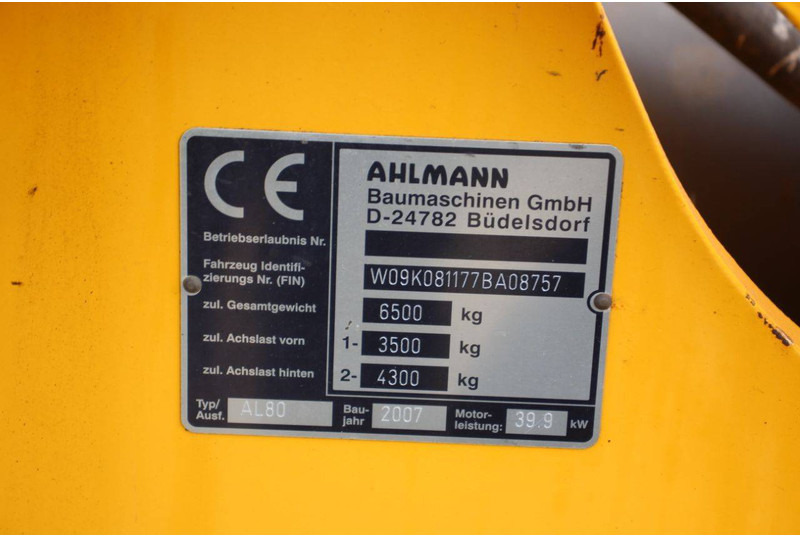 CE
AHLMANN
Baumaschinen GmbH
D-24782 Büdelsdorf
Betriebserlaubnis Nr.
Fahrzeug Identifi-
zierungs Nr. (FIN) W09K081177BA08757
zul. Gesamtgewicht 6500 kg
zul. Achslast vorn 1- 3500 kg
zul. Achslast hinten 2- 4300 kg
Typ/
Ausf. AL80 Bau-
jahr 2007 Motor-
leistung: 39.9 kW